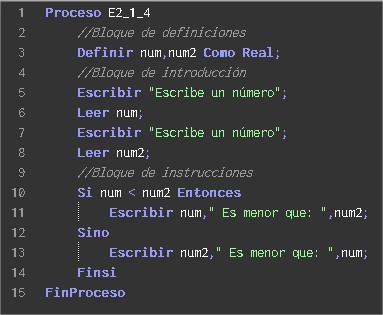 1 Proceso E2_1_4
2 //Bloque de definiciones
3 Definir num,num2 Como Real;
4 //Bloque de introducción
5 Escribir "Escribe un número";
6 Leer num;
7 Escribir "Escribe un número";
8 Leer num2;
9 //Bloque de instrucciones
10 Si num < num2 Entonces
11 Escribir num," Es menor que: ",num2;
12 Sino
13 Escribir num2," Es menor que: ",num;
14 Finsi
15 FinProceso